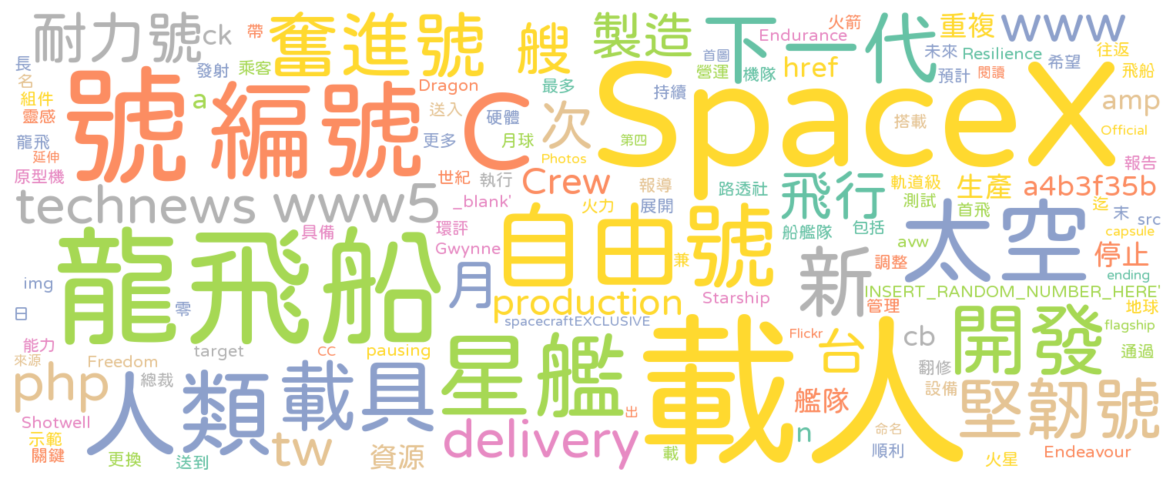 耐力號 ck 帶 奮進號 艘 製造 下一代 火箭 重複 www
長 發射 乘客 Endurance 未來 Resilience 希望 往返
名 首圖 營運 機隊 href 預計 閱讀 飛船
組件 a Dragon 最多 持續 amp
靈感 號 編號 送入 C 硬體 次 SpaceX 搭載 Official
龍飛 更多 月球 第四
延伸 Photos 報告
原型機 世紀 執行 Crew 報導 路透社 飛行 軌道級 生產 a4b3f35b
technews www5 _blank' 火力 展開 測試 首飛 迄 末 src
具備 環評 自由號 船艦隊 包括 capsule
龍飛船 Gwynne 兼 avw 太空 停止
img 月 新 調整 ending
日 零 production Starship INSERT_RANDOM_NUMBER_HERE'
spacecraftEXCLUSIVE 管理 地球
能力 target cc pausing 星艦 載人 Flickr 台 cb 開發 flagship
來源 Freedom 通過
php 總裁 人類 載具 翻修
Shotwell tw 出 艦隊 設備 堅韌號
示範 delivery n 命名
關鍵 更換 送到 資源 載 順利 火星 Endeavour